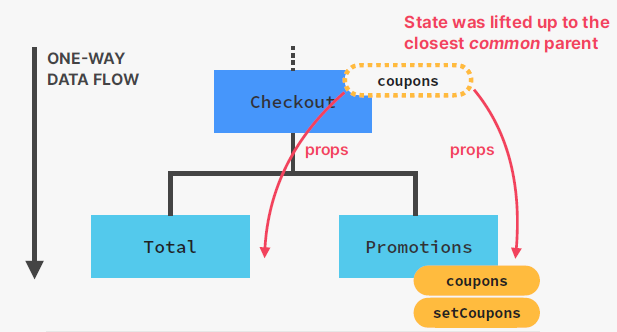 State was lifted up to the
closest common parent
ONE-WAY
DATA FLOW
coupons
Checkout
props
props
Total
Promotions
coupons
setCoupons